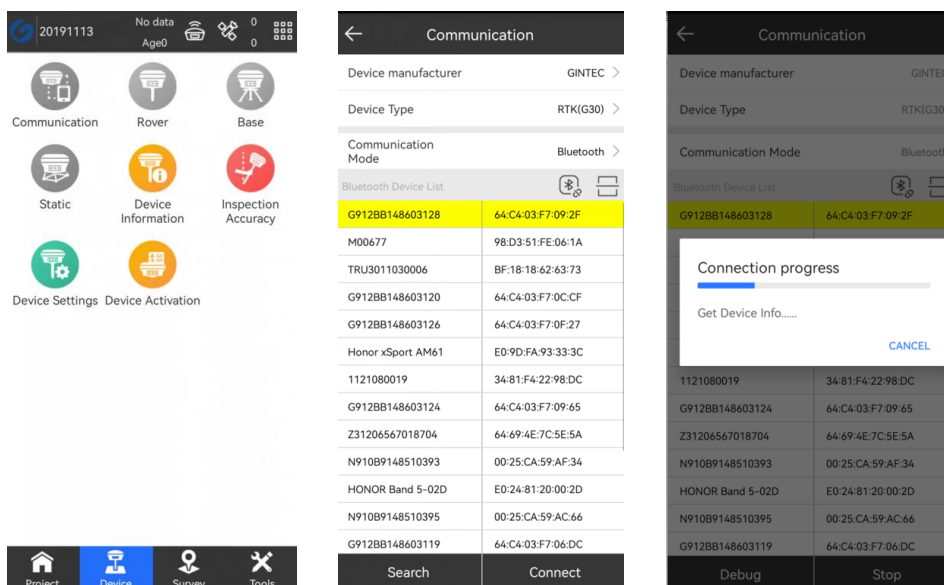 20191113
No data
Age0
0
0
Communication
Rover
Base
Static
Device
Information
Inspection
Accuracy
Device Settings
Device Activation
Project
Device
Survey
Tools
Communication
Device manufacturer GINTEC >
Device Type RTK(G30) >
Communication
Mode
Bluetooth >
Bluetooth Device List
G912BB148603128 64:C4:03:F7:09:2F
M00677 98:D3:51:FE:06:1A
TRU3011030006 BF:18:18:62:63:73
G912BB148603120 64:C4:03:F7:0C:CF
G912BB148603126 64:C4:03:F7:0F:27
Honor xSport AM61 E0:9D:FA:93:33:3C
1121080019 34:81:F4:22:98:DC
G912BB148603124 64:C4:03:F7:09:65
Z31206567018704 64:69:4E:7C:5E:5A
N910B9148510393 00:25:CA:59:AF:34
HONOR Band 5-02D E0:24:81:20:00:2D
N910B9148510395 00:25:CA:59:AC:66
G912BB148603119 64:C4:03:F7:06:DC
Search
Connect
Communication
Device manufacturer GINTEC
Device Type RTK(G30)
Communication Mode Bluetooth
Bluetooth Device List
G912BB148603128 64:C4:03:F7:09:2F
Connection progress
Get Device Info......
CANCEL
1121080019 34:81:F4:22:98:DC
G912BB148603124 64:C4:03:F7:09:65
Z31206567018704 64:69:4E:7C:5E:5A
N910B9148510393 00:25:CA:59:AF:34
HONOR Band 5-02D E0:24:81:20:00:2D
N910B9148510395 00:25:CA:59:AC:66
G912BB148603119 64:C4:03:F7:06:DC
Debug
Stop